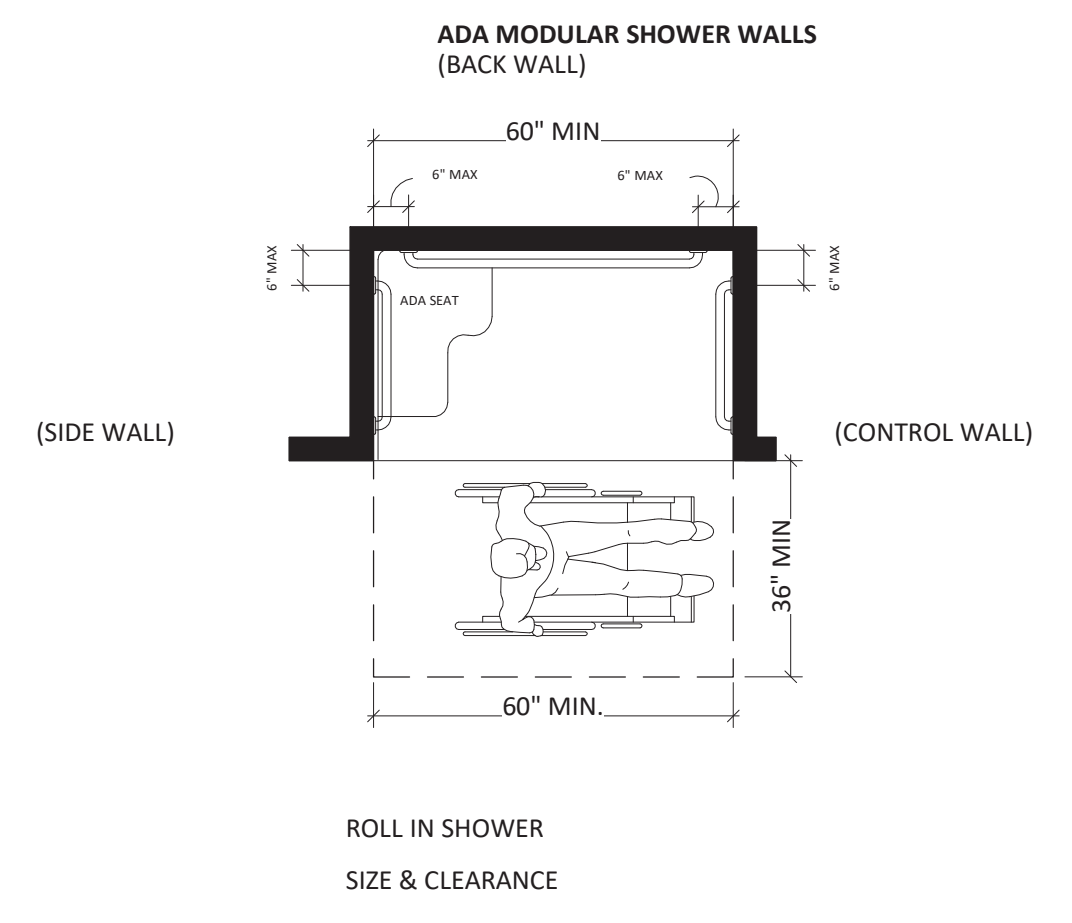 ADA MODULAR SHOWER WALLS
(BACK WALL)
60" MIN
6" MAX
6" MAX
6" MAX
6" MAX
ADA SEAT
(SIDE WALL)
(CONTROL WALL)
36" MIN
60" MIN.
ROLL IN SHOWER
SIZE & CLEARANCE